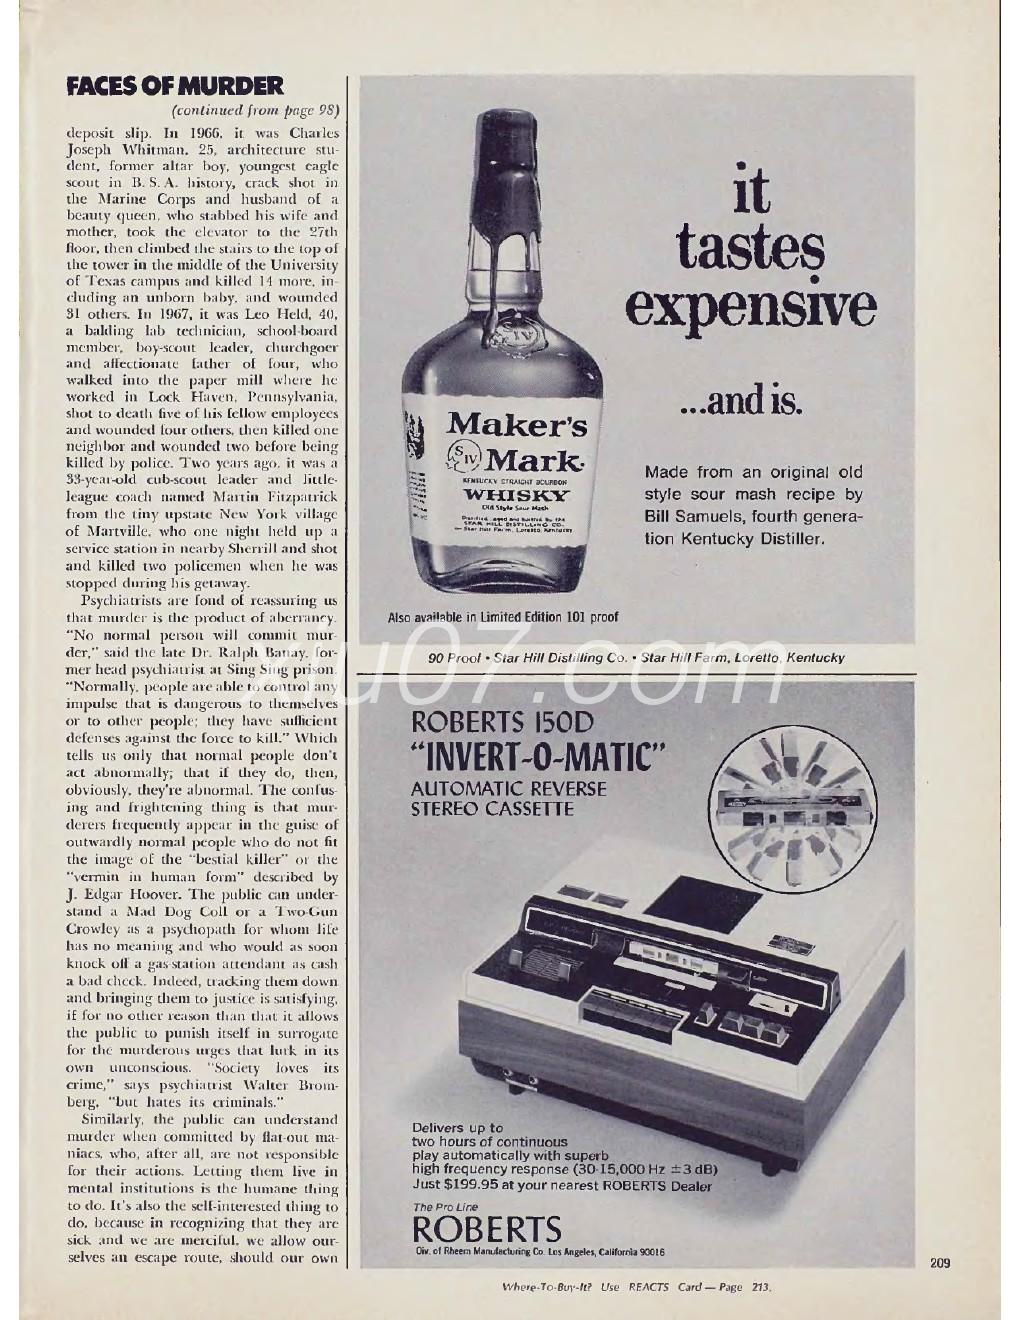 FACES OF MURDER
(continued from page 98)
deposit slip. In 1966, it was Charles
Joseph Whitman, 25, architecture stu-
dent, former altar boy, youngest eagle
scout in B. S. A. history, crack shot in
the Marine Corps and husband of a
beauty queen, who stabbed his wife and
mother, took the elevator to the 27th
floor, then climbed the stairs to the top of
the tower in the middle of the University
of Texas campus and killed 14 more, in-
cluding an unborn baby, and wounded
31 others. In 1967, it was Leo Held, 40,
a balding lab technician, school-board
member, boy-scout leader, churchgoer
and affectionate father of four, who
walked into the paper mill where he
worked in Lock Haven, Pennsylvania,
shot to death five of his fellow employees
and wounded four others, then killed one
neighbor and wounded two before being
killed by police. Two years ago, it was a
33-year-old cub-scout leader and little-
league coach named Martin Fitzpatrick
from the tiny upstate New York village
of Martville, who one night held up a
service station in nearby Sherrill and shot
and killed two policemen when he was
stopped during his getaway.
Psychiatrists are fond of reassuring us
that murder is the product of aberrancy.
"No normal person will commit mur-
der," said the late Dr. Ralph Banay, for-
mer head psychiatrist at Sing Sing prison.
"Normally, people are able to control any
impulse that is dangerous to themselves
or to other people; they have sufficient
defenses against the force to kill." Which
tells us only that normal people don't
act abnormally; that if they do, then,
obviously, they're abnormal. The confus-
ing and frightening thing is that mur-
derers frequently appear in the guise of
outwardly normal people who do not fit
the image of the "bestial killer" or the
"vermin in human form" described by
J. Edgar Hoover. The public can under-
stand a Mad Dog Coll or a Two-Gun
Crowley as a psychopath for whom life
has no meaning and who would as soon
knock off a gas-station attendant as cash
a bad check. Indeed, tracking them down
and bringing them to justice is satisfying,
if for no other reason than that it allows
the public to punish itself in surrogate
for the murderous urges that lurk in its
own unconscious. "Society loves its
crime," says psychiatrist Walter Brom-
berg, "but hates its criminals."
Similarly, the public can understand
murder when committed by flat-out ma-
niacs, who, after all, are not responsible
for their actions. Letting them live in
mental institutions is the humane thing
to do. It's also the self-interested thing to
do, because in recognizing that they are
sick and we are merciful, we allow our-
selves an escape route, should our own
it
tastes
expensive
...and is.
Made from an original old
style sour mash recipe by
Bill Samuels, fourth genera-
tion Kentucky Distiller.
SIV
Maker's
SIV Mark
KENTUCKY STRAIGHT BOURBON
WHISKY
Old Style Sour Mash
Distilled, aged and bottled by the
STAR HILL DISTILLING CO.
Star Hill Farm, Loretto, Kentucky
Also available in Limited Edition 101 proof
90 Proof • Star Hill Distilling Co. • Star Hill Farm, Loretto, Kentucky
xiu07.com
ROBERTS 150D
"INVERT-O-MATIC"
AUTOMATIC REVERSE
STEREO CASSETTE
Delivers up to
two hours of continuous
play automatically with superb
high frequency response (30-15,000 Hz ±3 dB)
Just $199.95 at your nearest ROBERTS Dealer
The Pro Line
ROBERTS
Div. of Rheem Manufacturing Co. Los Angeles, California 90016
209
Where-To-Buy-It? Use REACTS Card — Page 213.